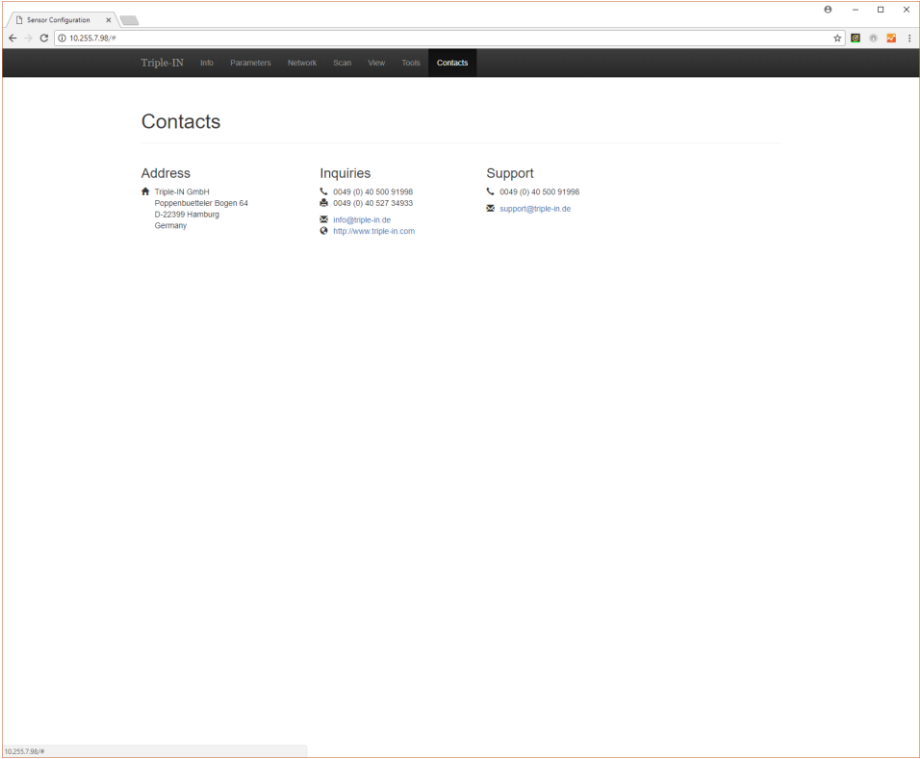 Sensor Configuration
10.255.7.98/#
Triple-IN Info Parameters Network Scan View Tools Contacts
Contacts
Address
Triple-IN GmbH
Poppenbuetteler Bogen 64
D-22399 Hamburg
Germany
Inquiries
0049 (0) 40 500 91998
0049 (0) 40 527 34933
info@triple-in.de
http://www.triple-in.com
Support
0049 (0) 40 500 91998
support@triple-in.de
10.255.7.98/#